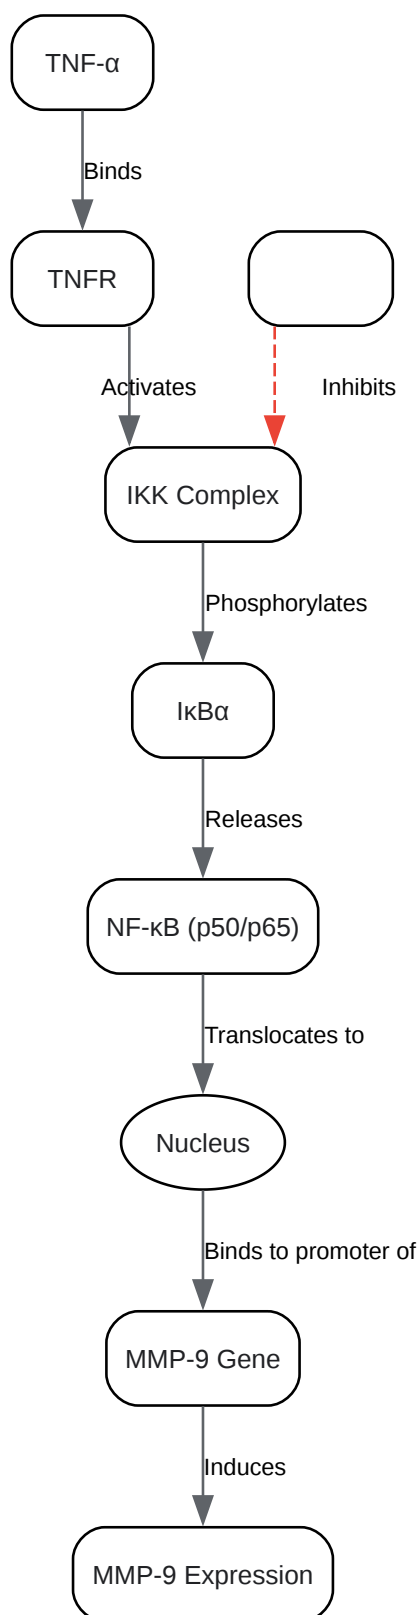 TNF-α
Binds
TNFR
Activates
Inhibits
IKK Complex
Phosphorylates
IκBα
Releases
NF-κB (p50/p65)
Translocates to
Nucleus
Binds to promoter of
MMP-9 Gene
Induces
MMP-9 Expression